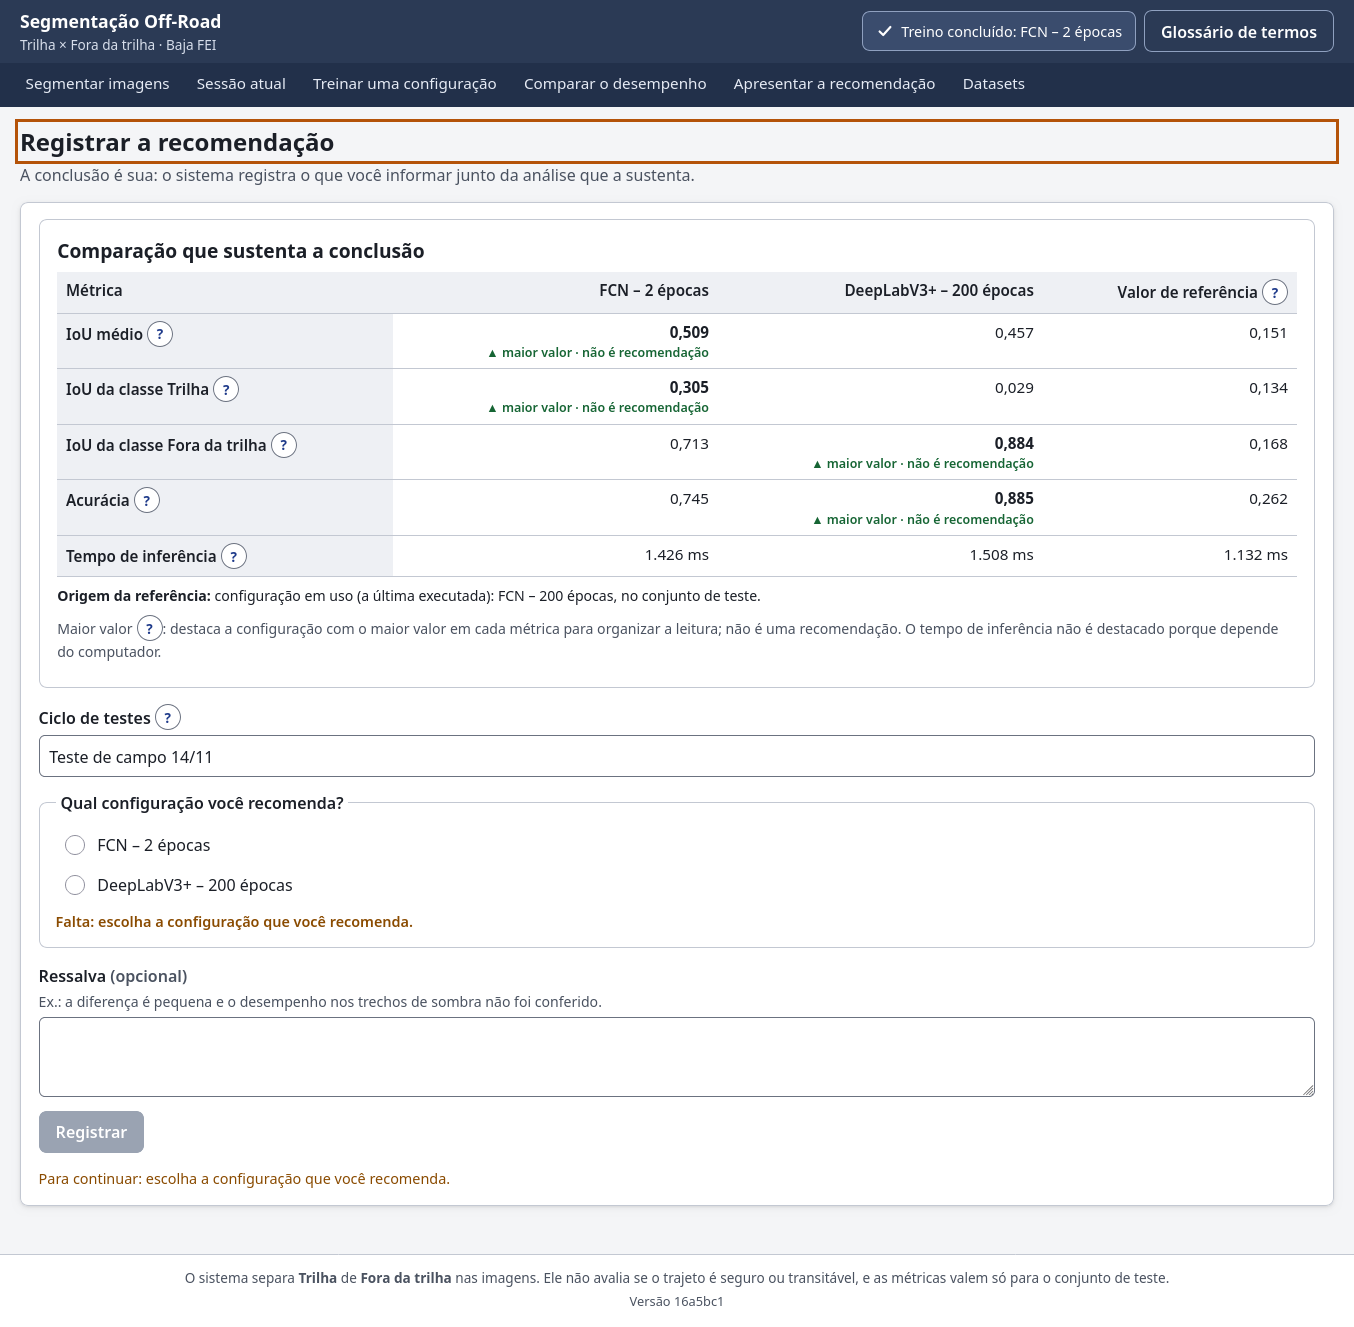 Segmentação Off-Road
Trilha × Fora da trilha · Baja FEI
✓ Treino concluído: FCN – 2 épocas
Glossário de termos
Segmentar imagens Sessão atual Treinar uma configuração Comparar o desempenho Apresentar a recomendação Datasets
Registrar a recomendação
A conclusão é sua: o sistema registra o que você informar junto da análise que a sustenta.
Comparação que sustenta a conclusão
Métrica FCN – 2 épocas DeepLabV3+ – 200 épocas Valor de referência ?
IoU médio ? 0,509 0,457 0,151
▲ maior valor · não é recomendação
IoU da classe Trilha ? 0,305 0,029 0,134
▲ maior valor · não é recomendação
IoU da classe Fora da trilha ? 0,713 0,884 0,168
▲ maior valor · não é recomendação
Acurácia ? 0,745 0,885 0,262
▲ maior valor · não é recomendação
Tempo de inferência ? 1.426 ms 1.508 ms 1.132 ms
Origem da referência: configuração em uso (a última executada): FCN – 200 épocas, no conjunto de teste.
Maior valor ? : destaca a configuração com o maior valor em cada métrica para organizar a leitura; não é uma recomendação. O tempo de inferência não é destacado porque depende
do computador.
Ciclo de testes ?
Teste de campo 14/11
Qual configuração você recomenda?
FCN – 2 épocas
DeepLabV3+ – 200 épocas
Falta: escolha a configuração que você recomenda.
Ressalva (opcional)
Ex.: a diferença é pequena e o desempenho nos trechos de sombra não foi conferido.
Registrar
Para continuar: escolha a configuração que você recomenda.
O sistema separa Trilha de Fora da trilha nas imagens. Ele não avalia se o trajeto é seguro ou transitável, e as métricas valem só para o conjunto de teste.
Versão 16a5bc1